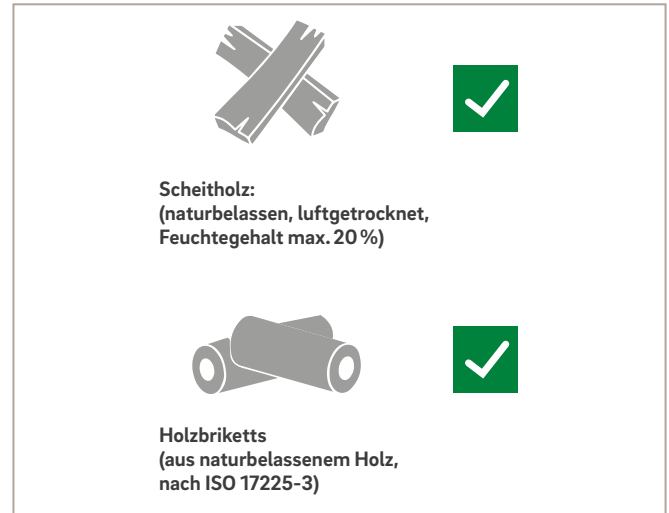 Scheitholz:
(naturbelassen, luftgetrocknet,
Feuchtegehalt max. 20 %)
Holzbriketts
(aus naturbelassenem Holz,
nach ISO 17225-3)